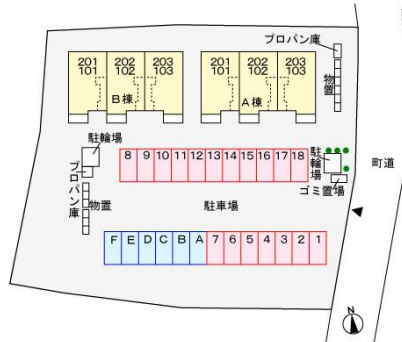 プロパン庫
物置
201 202 203
101 102 103
B棟
201 202 203
101 102 103
A棟
駐輪場
プロパン庫
物置
8 9 10 11 12 13 14 15 16 17 18
駐輪場
ゴミ置場
町道
駐車場
F E D C B A 7 6 5 4 3 2 1
N